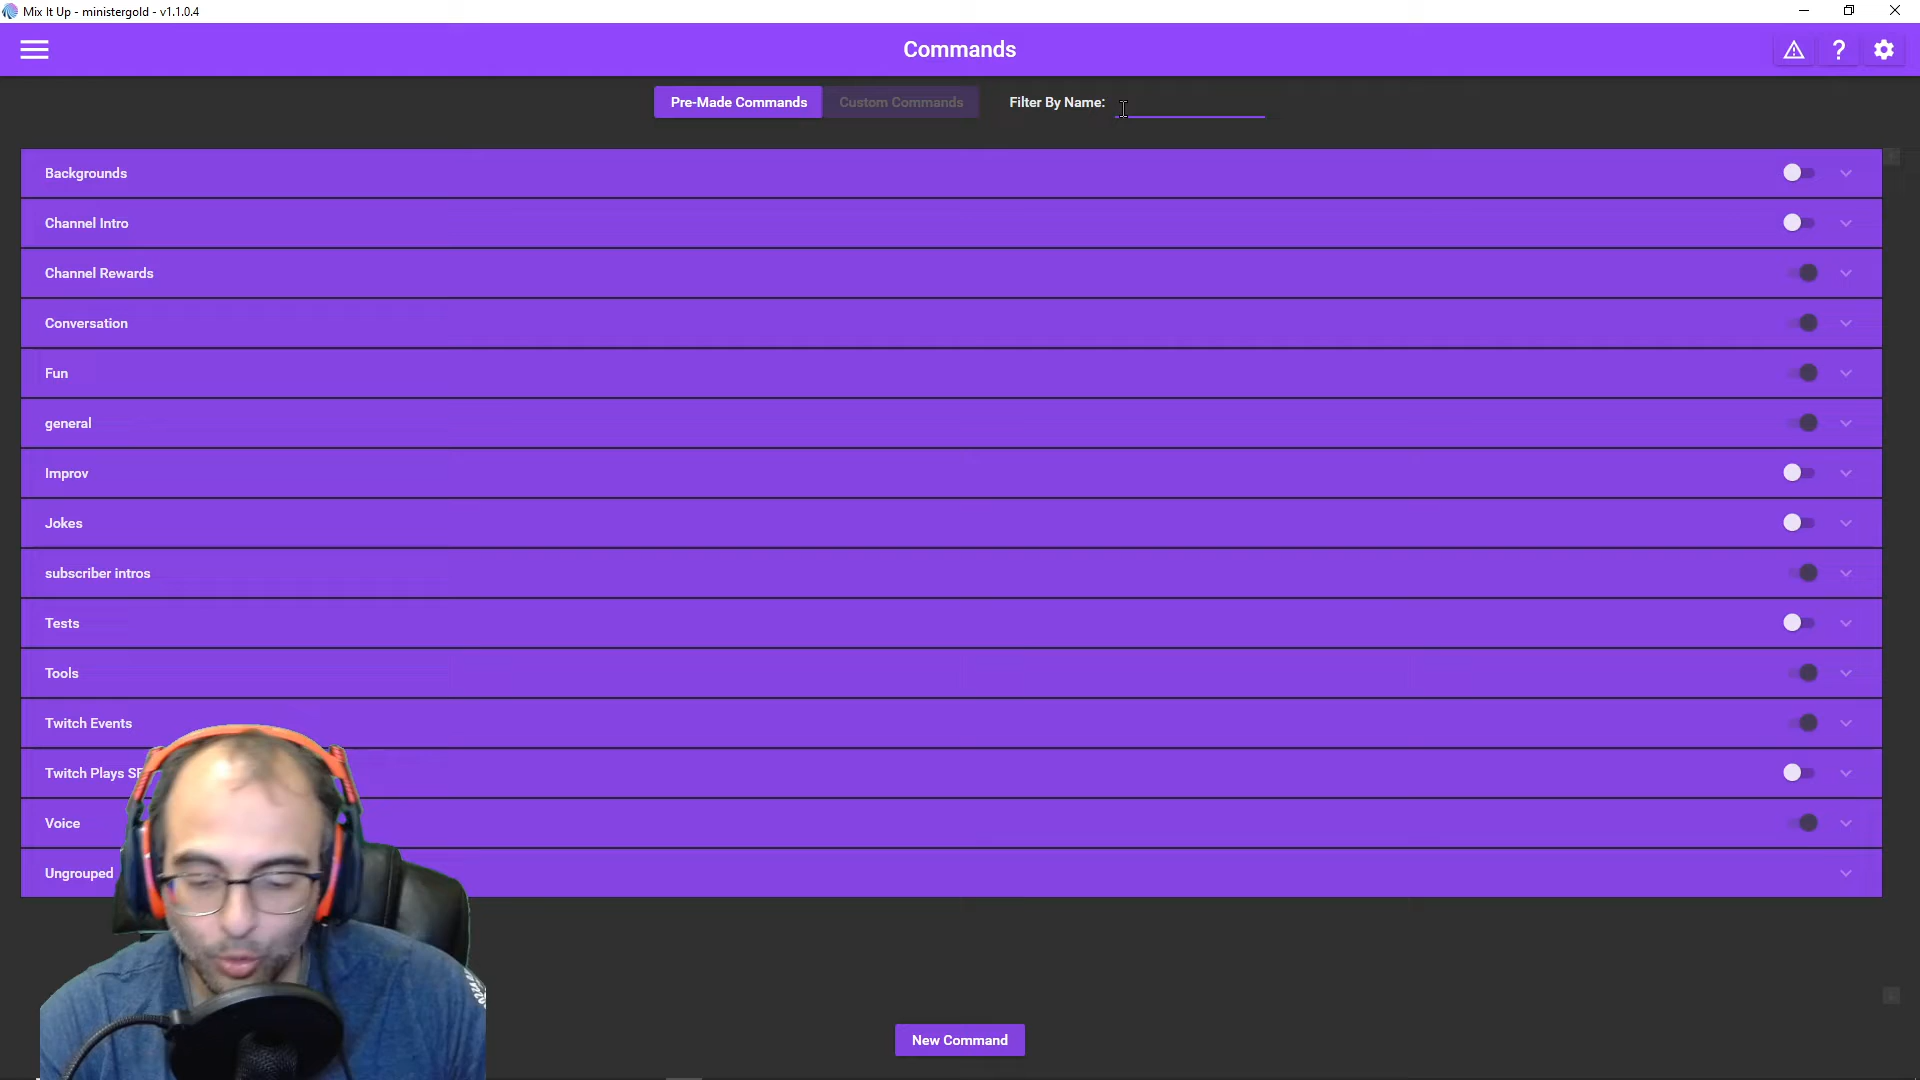 Mix It Up - ministergold - v1.1.0.4
Commands
?
Pre-Made Commands
Custom Commands
Filter By Name:
Backgrounds
Channel Intro
Channel Rewards
Conversation
Fun
general
Improv
Jokes
subscriber intros
Tests
Tools
Twitch Events
Twitch Plays
Voice
Ungrouped
New Command